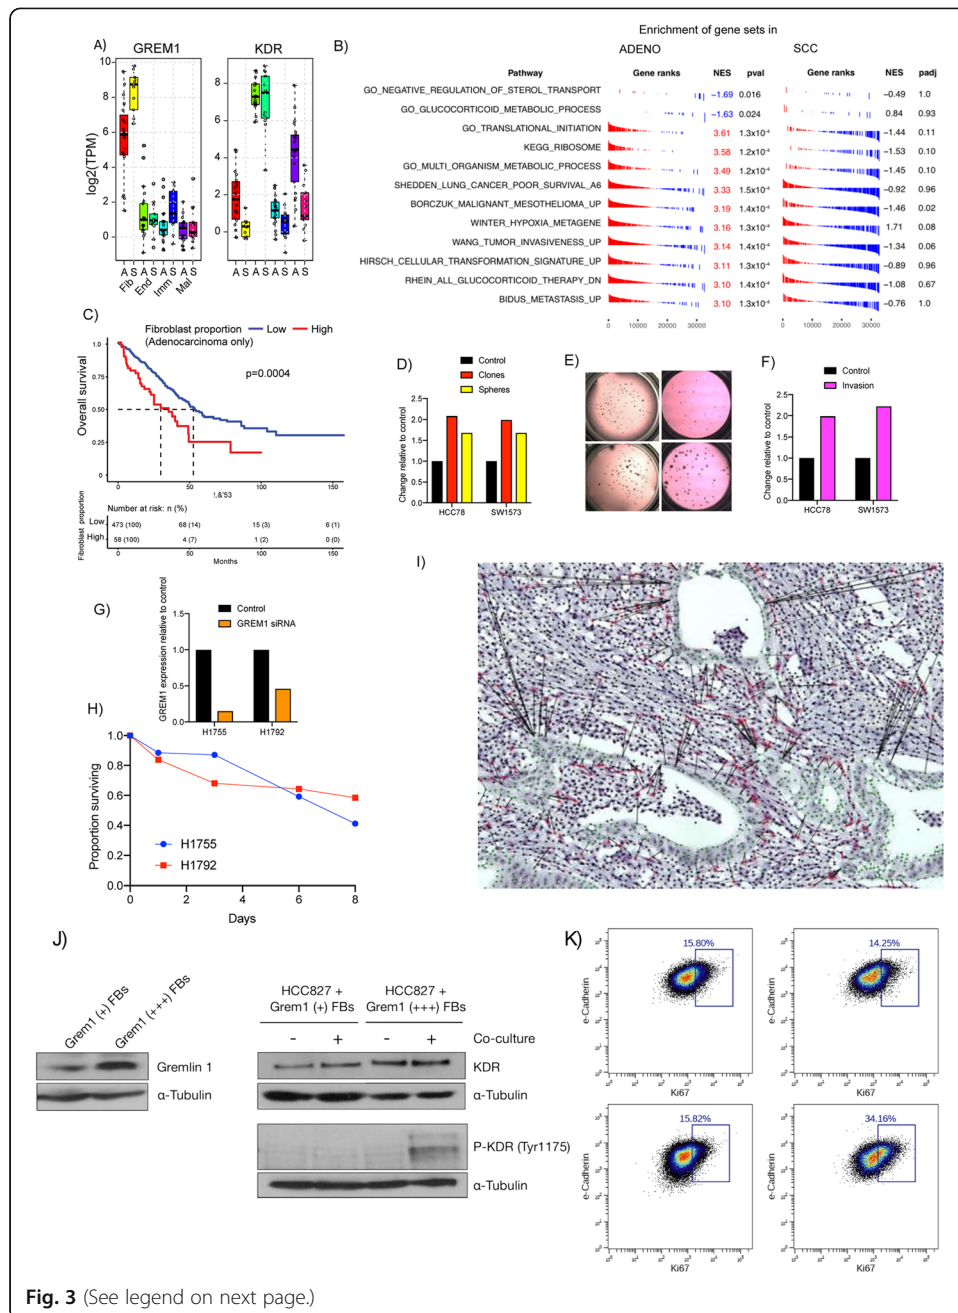 A)
GREM1
KDR
log2(TPM)
10
8
6
4
2
0
8
6
4
2
0
A S A S A S A S
Fib End Imm Mal
A S A S A S A S
B)
Enrichment of gene sets in
ADENO SCC
Pathway Gene ranks NES pval Gene ranks NES padj
GO_NEGATIVE_REGULATION_OF_STEROL_TRANSPORT −1.69 0.016 −0.49 1.0
GO_GLUCOCORTICOID_METABOLIC_PROCESS −1.63 0.024 0.84 0.93
GO_TRANSLATIONAL_INITIATION 3.61 1.3x10⁻⁴ −1.44 0.11
KEGG_RIBOSOME 3.58 1.2x10⁻⁴ −1.53 0.10
GO_MULTI_ORGANISM_METABOLIC_PROCESS 3.49 1.2x10⁻⁴ −1.45 0.10
SHEDDEN_LUNG_CANCER_POOR_SURVIVAL_A6 3.33 1.5x10⁻⁴ −0.92 0.96
BORCZUK_MALIGNANT_MESOTHELIOMA_UP 3.19 1.4x10⁻⁴ −1.46 0.02
WINTER_HYPOXIA_METAGENE 3.16 1.3x10⁻⁴ 1.71 0.08
WANG_TUMOR_INVASIVENESS_UP 3.14 1.4x10⁻⁴ −1.34 0.06
HIRSCH_CELLULAR_TRANSFORMATION_SIGNATURE_UP 3.11 1.3x10⁻⁴ −0.89 0.96
RHEIN_ALL_GLUCOCORTICOID_THERAPY_DN 3.10 1.4x10⁻⁴ −1.08 0.67
BIDUS_METASTASIS_UP 3.10 1.3x10⁻⁴ −0.76 1.0
0 10000 20000 30000 0 10000 20000 30000
C)
Fibroblast proportion Low High
(Adenocarcinoma only)
p=0.0004
Overall survival
1.00
0.75
0.50
0.25
0
0 50 100 150
!,&'53
Number at risk: n (%)
Fibroblast proportion
Low 473 (100) 68 (14) 15 (3) 6 (1)
High 58 (100) 4 (7) 1 (2) 0 (0)
0 50 100 150
Months
D)
Control
Clones
Spheres
Change relative to control
2.5
2.0
1.5
1.0
0.5
0.0
HCC78 SW1573
E)
F)
Control
Invasion
Change relative to control
2.5
2.0
1.5
1.0
0.5
0.0
HCC78 SW1573
G)
Control
GREM1 siRNA
GREM1 expression relative to control
1.5
1.0
0.5
0.0
H1755 H1792
H)
Proportion surviving
1.0
0.8
0.6
0.4
0.2
0.0
H1755
H1792
0 2 4 6 8
Days
I)
J)
Grem1 (+) FBs
Grem1 (+++) FBs
Gremlin 1
α-Tubulin
HCC827 + HCC827 +
Grem1 (+) FBs Grem1 (+++) FBs
- + - + Co-culture
KDR
α-Tubulin
P-KDR (Tyr1175)
α-Tubulin
K)
15.80%
e-Cadherin
Ki67
14.25%
e-Cadherin
Ki67
15.82%
e-Cadherin
Ki67
34.16%
e-Cadherin
Ki67
Fig. 3 (See legend on next page.)